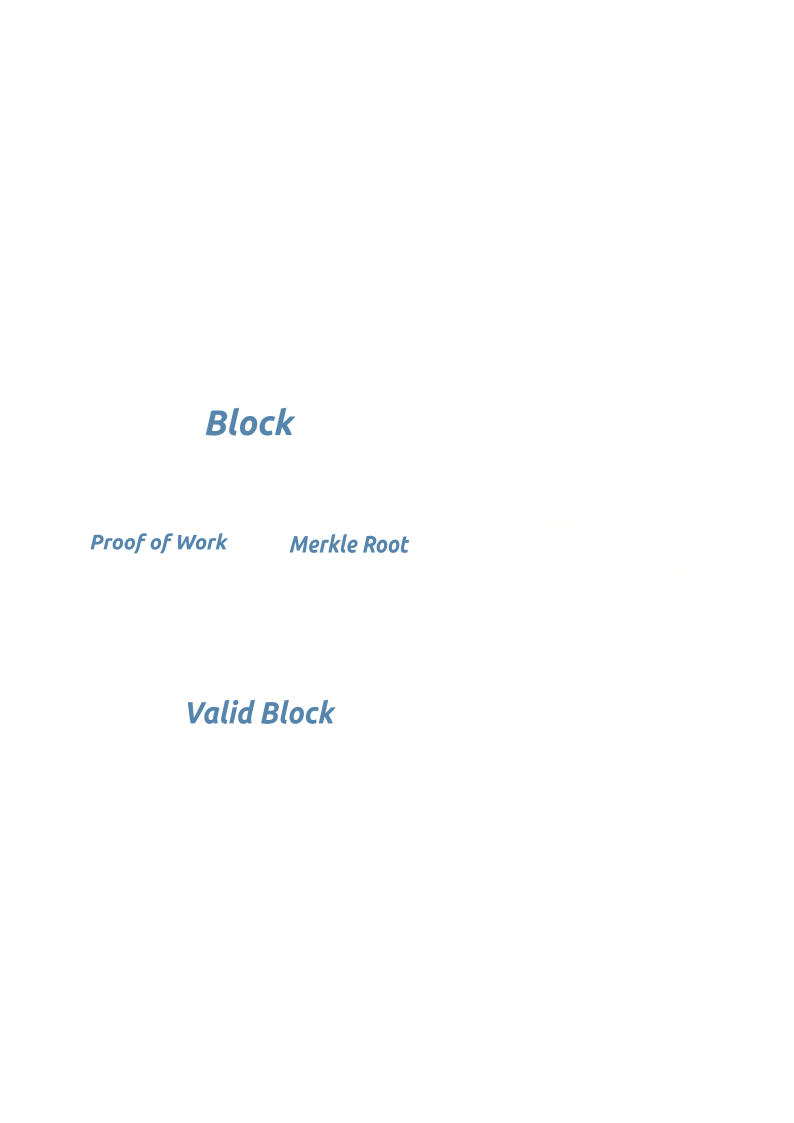 Block
Proof of Work
Merkle Root
Valid Block